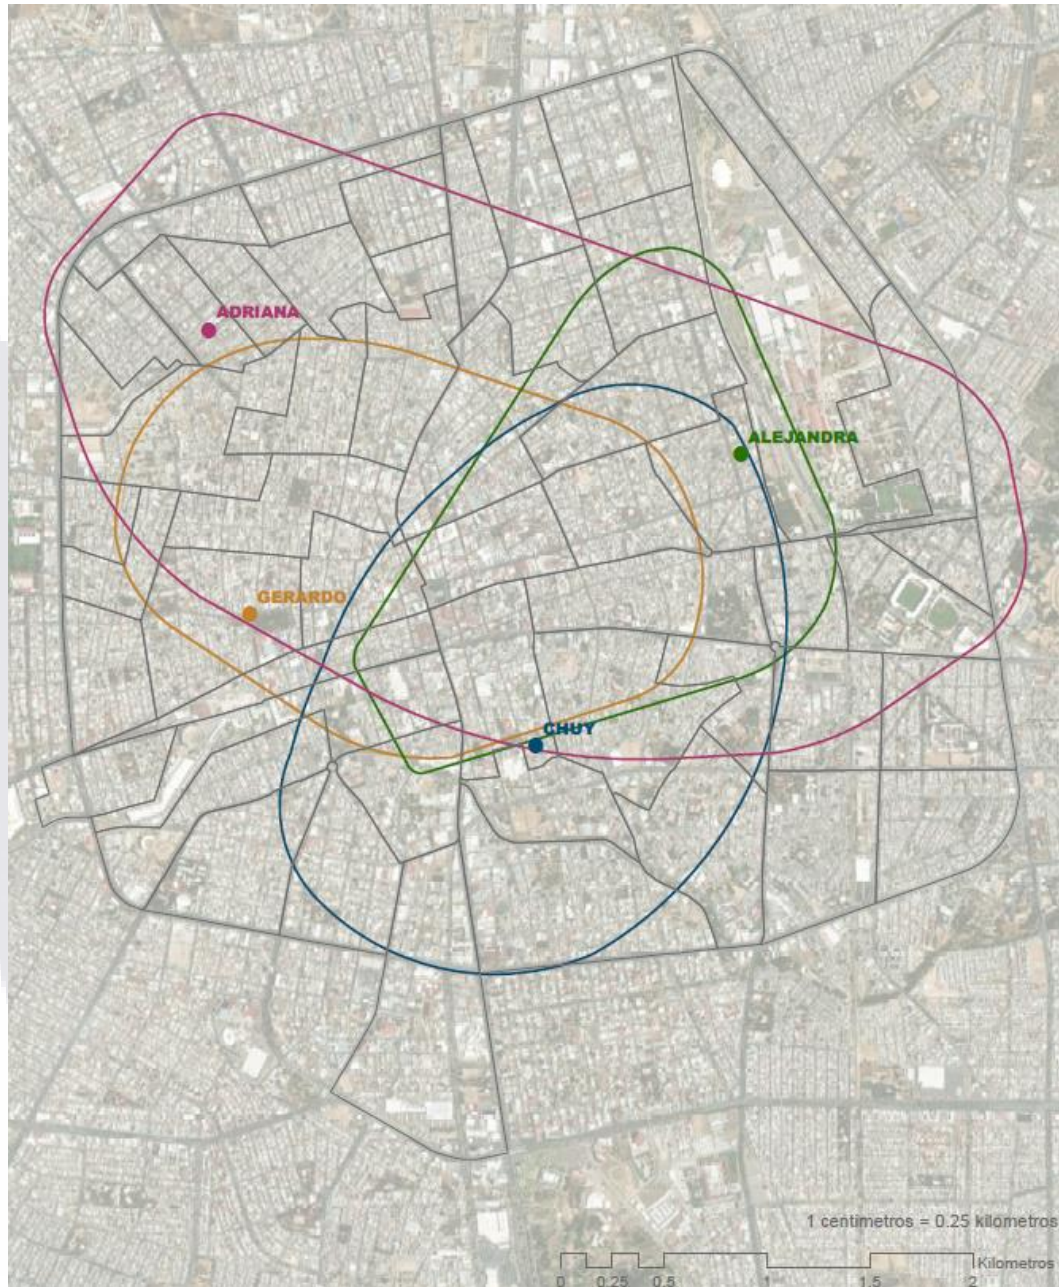 ADRIANA
ALEJANDRA
GERARDO
CHUY
1 centimetros = 0.25 kilometros
Kilometros
0 0.25 0.5 1 1.5 2